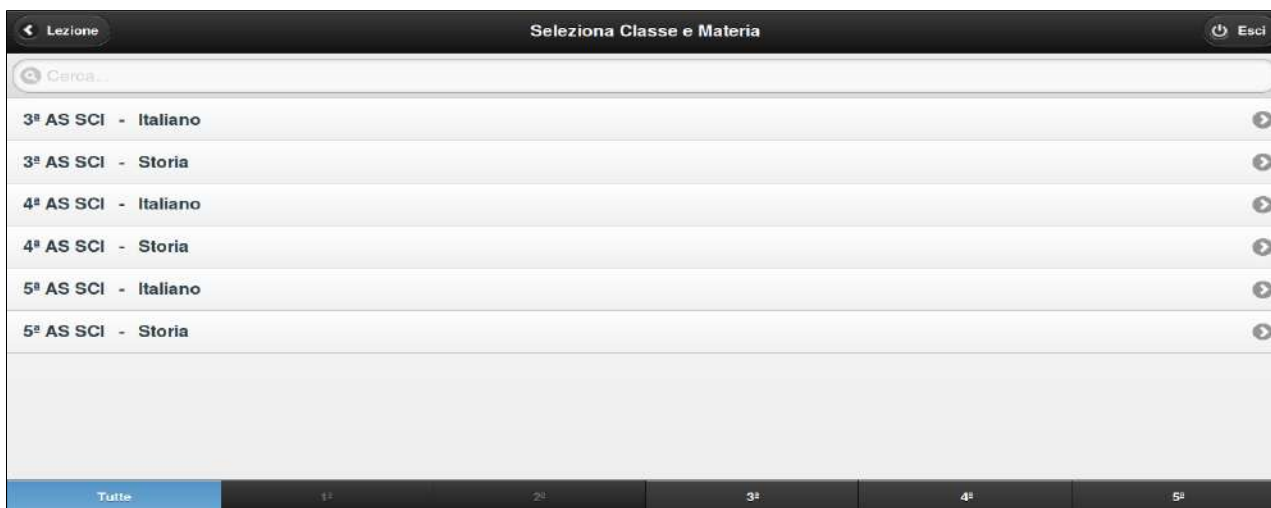 Lezione Seleziona Classe e Materia Esci
Cerca...
3ª AS SCI - Italiano
3ª AS SCI - Storia
4ª AS SCI - Italiano
4ª AS SCI - Storia
5ª AS SCI - Italiano
5ª AS SCI - Storia
Tutte 1ª 2ª 3ª 4ª 5ª